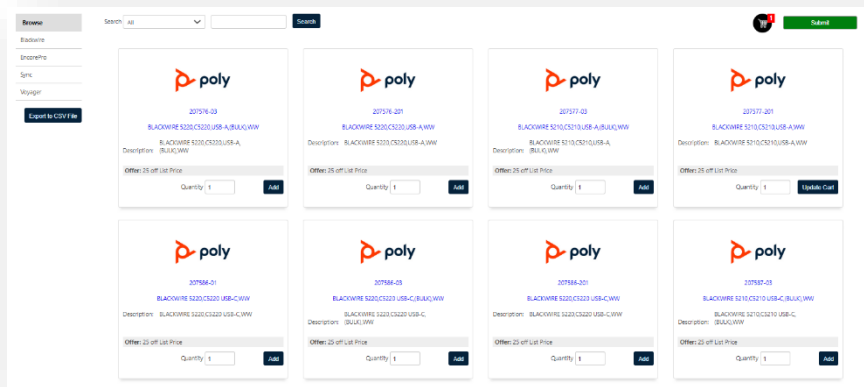 Browse
Blackwire
EncorePro
Sync
Voyager
Export to CSV File
Search All
Search
1
Submit
poly
207576-03
BLACKWIRE 5220,C5220,USB-A,(BULK),WW
Description: BLACKWIRE 5220,C5220,USB-A,
(BULK),WW
Offer: 25 off List Price
Quantity 1 Add
poly
207576-201
BLACKWIRE 5220,C5220,USB-A,WW
Description: BLACKWIRE 5220,C5220,USB-A,WW
Offer: 25 off List Price
Quantity 1 Add
poly
207577-03
BLACKWIRE 5210,C5210,USB-A,(BULK),WW
Description: BLACKWIRE 5210,C5210,USB-A,
(BULK),WW
Offer: 25 off List Price
Quantity 1 Add
poly
207577-201
BLACKWIRE 5210,C5210,USB-A,WW
Description: BLACKWIRE 5210,C5210,USB-A,WW
Offer: 25 off List Price
Quantity 1 Update Cart
poly
207586-01
BLACKWIRE 5220,C5220 USB-C,WW
Description: BLACKWIRE 5220,C5220 USB-C,WW
Offer: 25 off List Price
Quantity 1 Add
poly
207586-03
BLACKWIRE 5220,C5220 USB-C,(BULK),WW
Description: BLACKWIRE 5220,C5220 USB-C,
(BULK),WW
Offer: 25 off List Price
Quantity 1 Add
poly
207586-201
BLACKWIRE 5220,C5220 USB-C,WW
Description: BLACKWIRE 5220,C5220 USB-C,WW
Offer: 25 off List Price
Quantity 1 Add
poly
207587-03
BLACKWIRE 5210,C5210 USB-C,(BULK),WW
Description: BLACKWIRE 5210,C5210 USB-C,
(BULK),WW
Offer: 25 off List Price
Quantity 1 Add